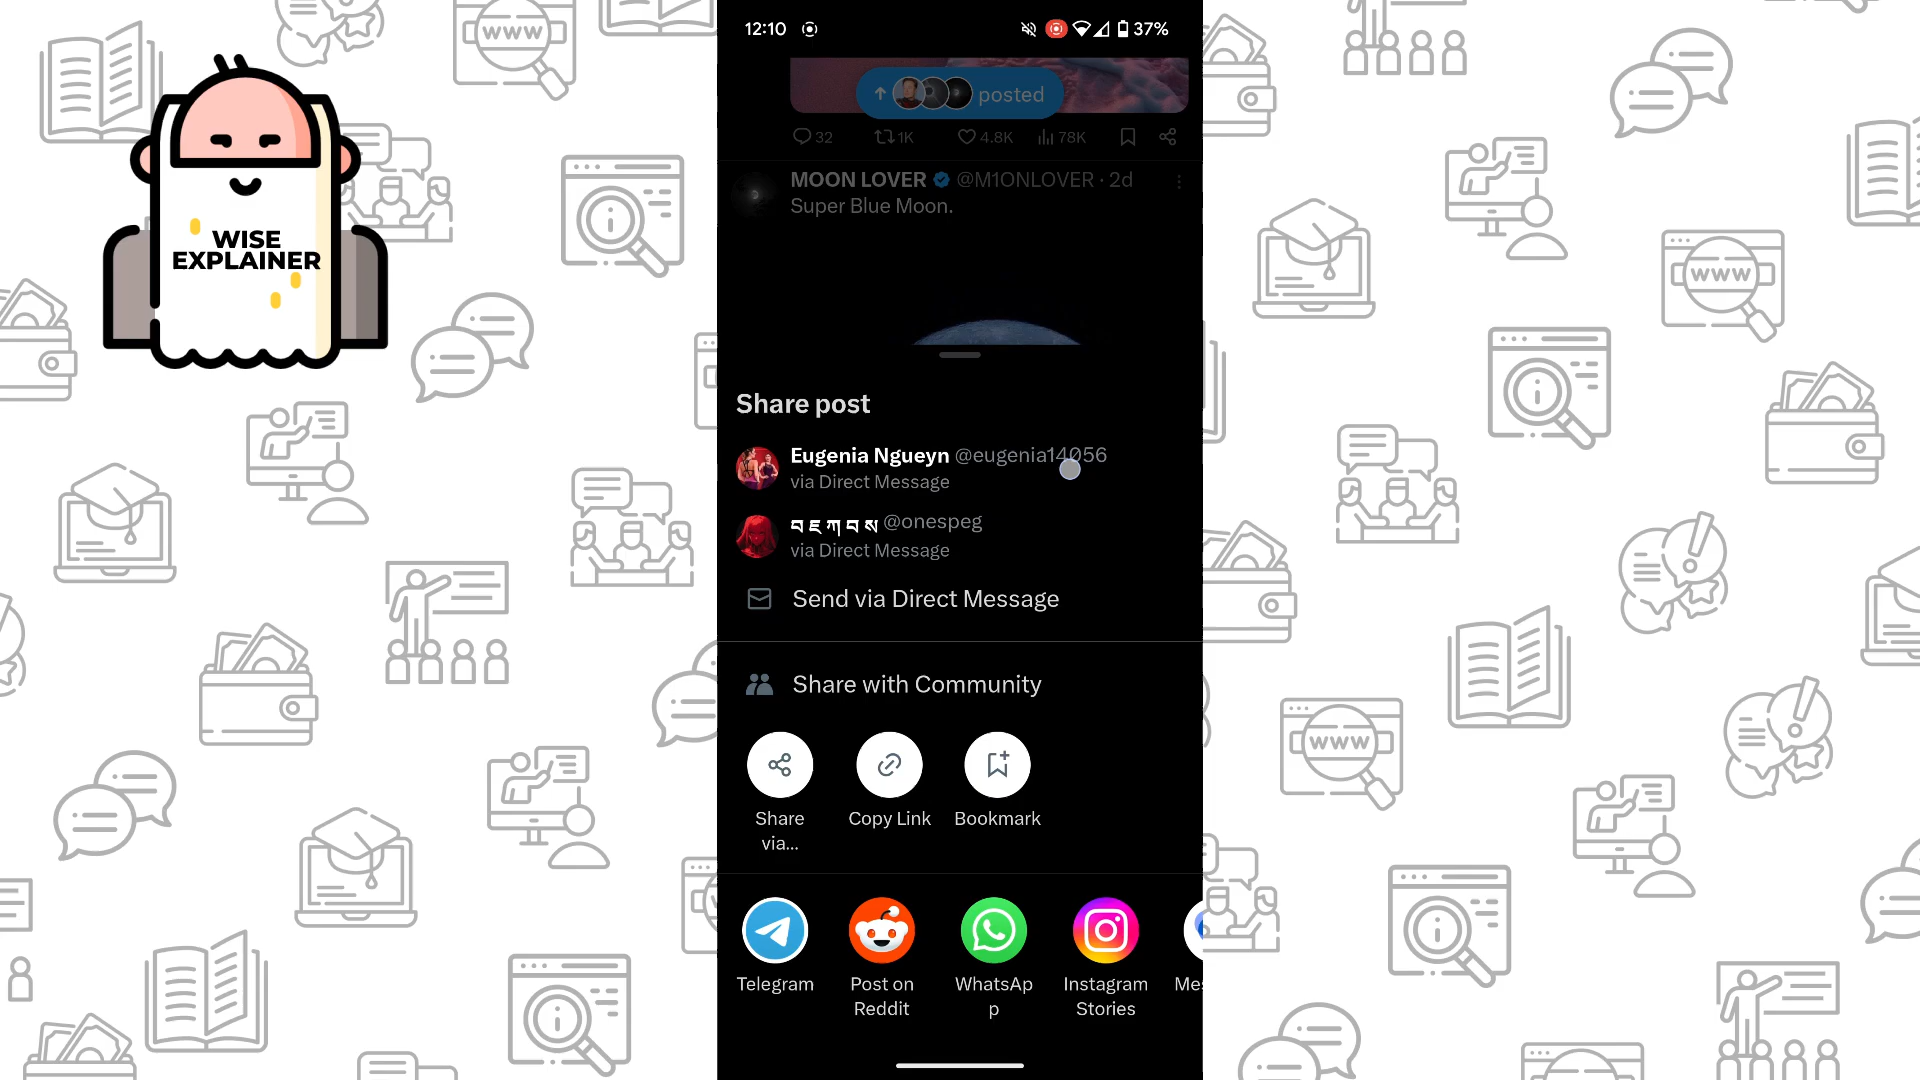 WISE
EXPLAINER
12:10
37%
posted
32 1K 4.8K 78K
MOON LOVER @M1ONLOVER · 2d
Super Blue Moon.
Share post
Eugenia Ngueyn @eugenia14056
via Direct Message
@onespeg
via Direct Message
Send via Direct Message
Share with Community
Share
via...
Copy Link
Bookmark
Telegram
Post on
Reddit
WhatsAp
p
Instagram
Stories
Mes
WWW
WWW
WWW